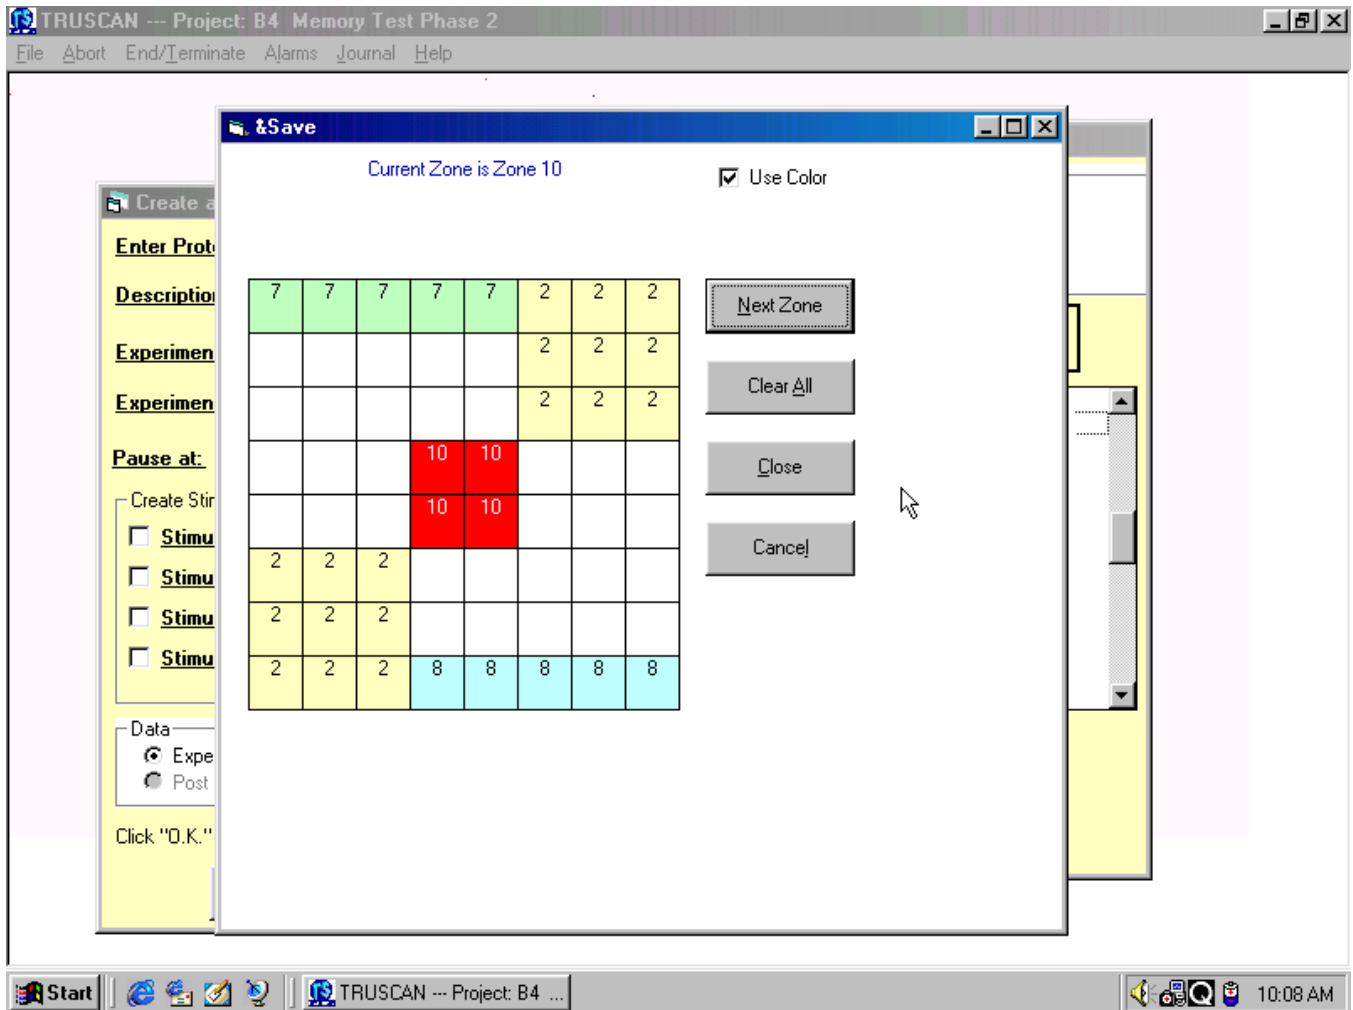 TRUSCAN --- Project: B4 Memory Test Phase 2
File Abort End/Terminate Alarms Journal Help
&Save
Current Zone is Zone 10
Use Color
Create a
Enter Prot
Description
Experimen
Experimen
Pause at:
Create Stir
Stimu
Stimu
Stimu
Stimu
Data
Expe
Post
Click "O.K."
7 7 7 7 7 2 2 2
2 2 2
2 2 2
10 10
10 10
2 2 2
2 2 2
2 2 2 8 8 8 8 8
Next Zone
Clear All
Close
Cancel
Start
TRUSCAN --- Project: B4 ...
10:08 AM